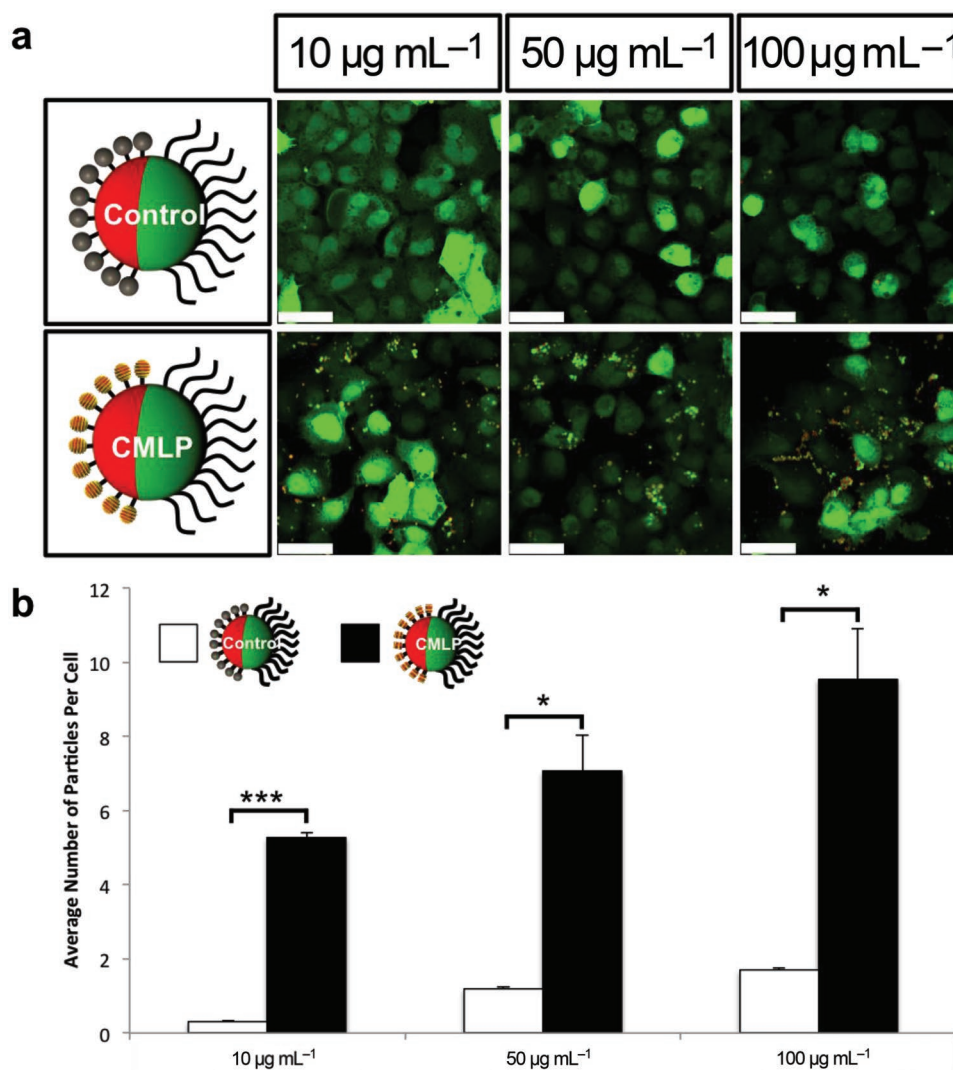 a
10 µg mL⁻¹ 50 µg mL⁻¹ 100 µg mL⁻¹
Control
CMLP
b
Average Number of Particles Per Cell
12
10
8
6
4
2
0
Control CMLP
***
*
*
10 µg mL⁻¹ 50 µg mL⁻¹ 100 µg mL⁻¹